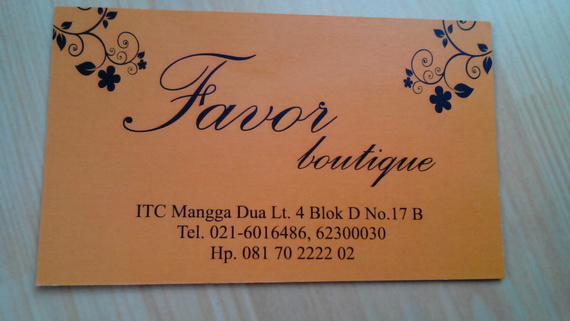 Favor
boutique
ITC Mangga Dua Lt. 4 Blok D No.17 B
Tel. 021-6016486, 62300030
Hp. 081 70 2222 02